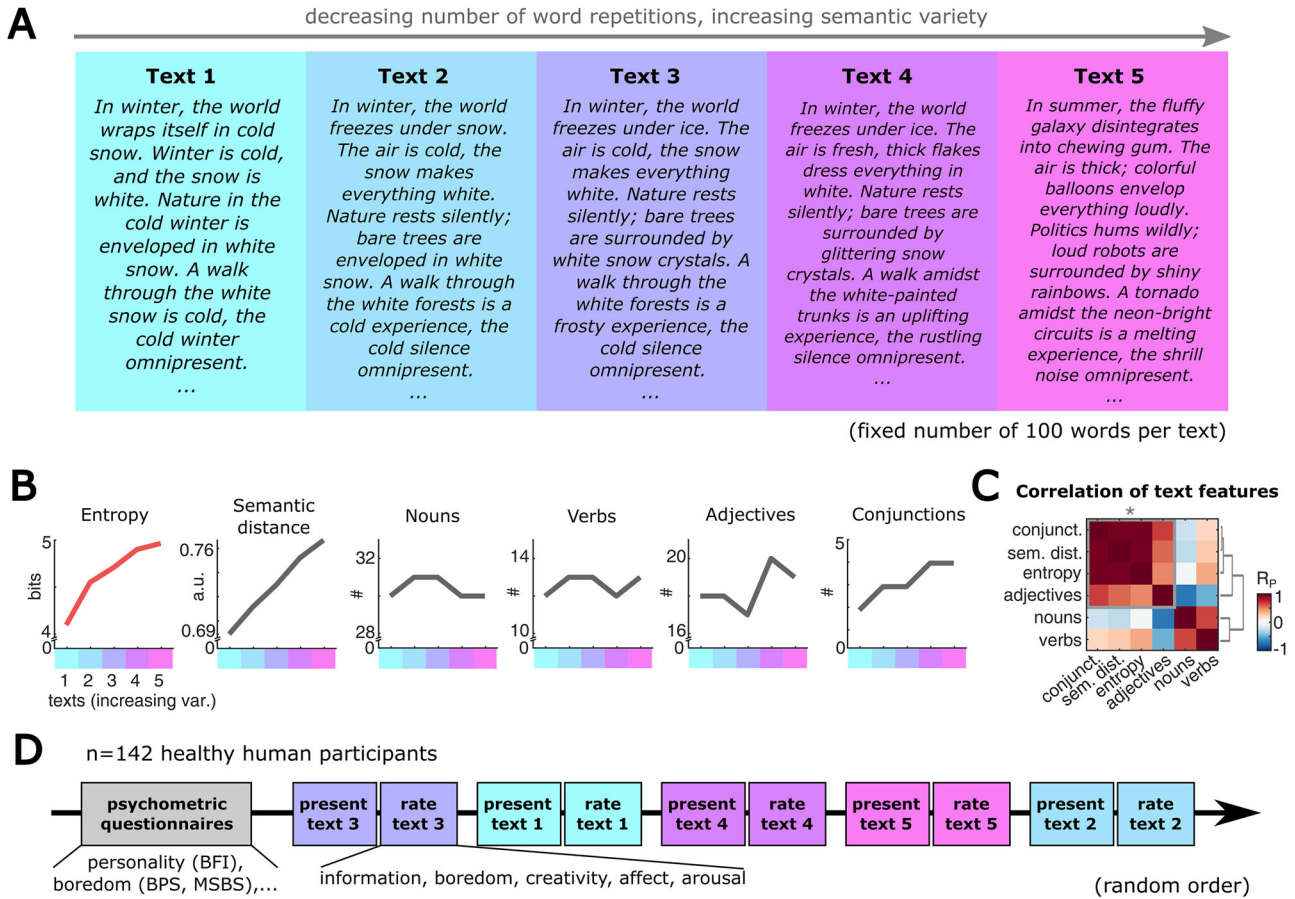 A
decreasing number of word repetitions, increasing semantic variety
Text 1
In winter, the world
wraps itself in cold
snow. Winter is cold,
and the snow is
white. Nature in the
cold winter is
enveloped in white
snow. A walk
through the white
snow is cold, the
cold winter
omnipresent.
...
Text 2
In winter, the world
freezes under snow.
The air is cold, the
snow makes
everything white.
Nature rests silently;
bare trees are
enveloped in white
snow. A walk through
the white forests is a
cold experience, the
cold silence
omnipresent.
...
Text 3
In winter, the world
freezes under ice. The
air is cold, the snow
makes everything
white. Nature rests
silently; bare trees
are surrounded by
white snow crystals. A
walk through the
white forests is a
frosty experience, the
cold silence
omnipresent.
...
Text 4
In winter, the world
freezes under ice. The
air is fresh, thick flakes
dress everything in
white. Nature rests
silently; bare trees are
surrounded by
glittering snow
crystals. A walk amidst
the white-painted
trunks is an uplifting
experience, the rustling
silence omnipresent.
...
Text 5
In summer, the fluffy
galaxy disintegrates
into chewing gum. The
air is thick; colorful
balloons envelop
everything loudly.
Politics hums wildly;
loud robots are
surrounded by shiny
rainbows. A tornado
amidst the neon-bright
circuits is a melting
experience, the shrill
noise omnipresent.
...
(fixed number of 100 words per text)
B
Entropy
bits
5
4
0
1 2 3 4 5
texts (increasing var.)
Semantic
distance
a.u.
0.76
0.69
0
Nouns
#
32
28
0
Verbs
#
14
10
0
Adjectives
#
20
16
0
Conjunctions
#
5
0
C
Correlation of text features
*
conjunct.
sem. dist.
entropy
adjectives
nouns
verbs
conjunct.
sem. dist.
entropy
adjectives
nouns
verbs
RP
1
0
-1
D
n=142 healthy human participants
psychometric
questionnaires
present
text 3
rate
text 3
present
text 1
rate
text 1
present
text 4
rate
text 4
present
text 5
rate
text 5
present
text 2
rate
text 2
personality (BFI),
boredom (BPS, MSBS),...
information, boredom, creativity, affect, arousal
(random order)